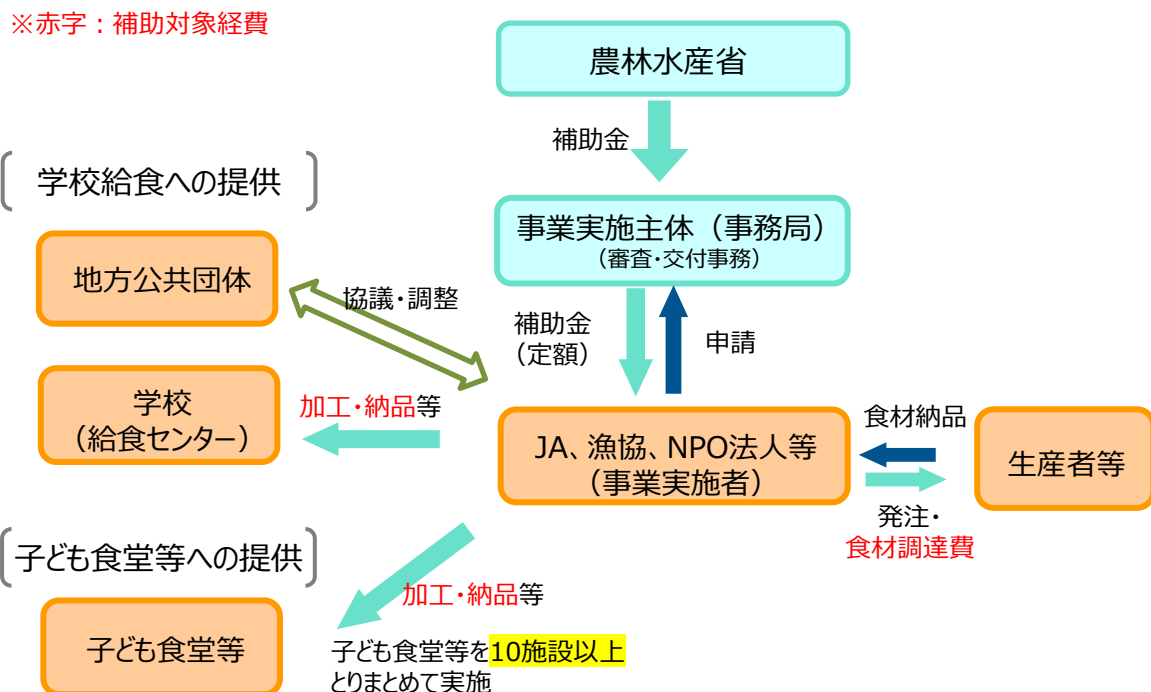 ※赤字：補助対象経費
農林水産省
補助金
学校給食への提供
事業実施主体（事務局）
（審査・交付事務）
地方公共団体
協議・調整
補助金
（定額）
申請
学校
（給食センター）
加工・納品等
JA、漁協、NPO法人等
（事業実施者）
食材納品
生産者等
発注・
食材調達費
子ども食堂等への提供
加工・納品等
子ども食堂等
子ども食堂等を10施設以上
とりまとめて実施